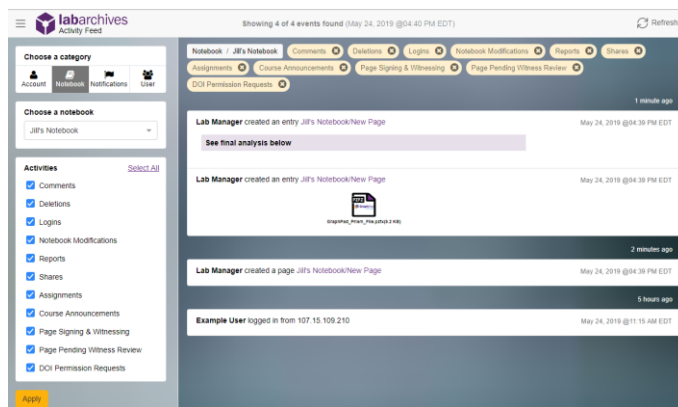 labarchives
Activity Feed
Showing 4 of 4 events found (May 24, 2019 @04:40 PM EDT)
Refresh
Choose a category
Account Notebook Notifications User
Choose a notebook
Jill's Notebook
Activities Select All
Comments
Deletions
Logins
Notebook Modifications
Reports
Shares
Assignments
Course Announcements
Page Signing & Witnessing
Page Pending Witness Review
DOI Permission Requests
Apply
Notebook / Jill's Notebook Comments Deletions Logins Notebook Modifications Reports Shares
Assignments Course Announcements Page Signing & Witnessing Page Pending Witness Review
DOI Permission Requests
1 minute ago
Lab Manager created an entry Jill's Notebook/New Page May 24, 2019 @04:39 PM EDT
See final analysis below
Lab Manager created an entry Jill's Notebook/New Page May 24, 2019 @04:39 PM EDT
PZFX
2 minutes ago
Lab Manager created a page Jill's Notebook/New Page May 24, 2019 @04:38 PM EDT
5 hours ago
Example User logged in from 107.15.109.210 May 24, 2019 @11:15 AM EDT